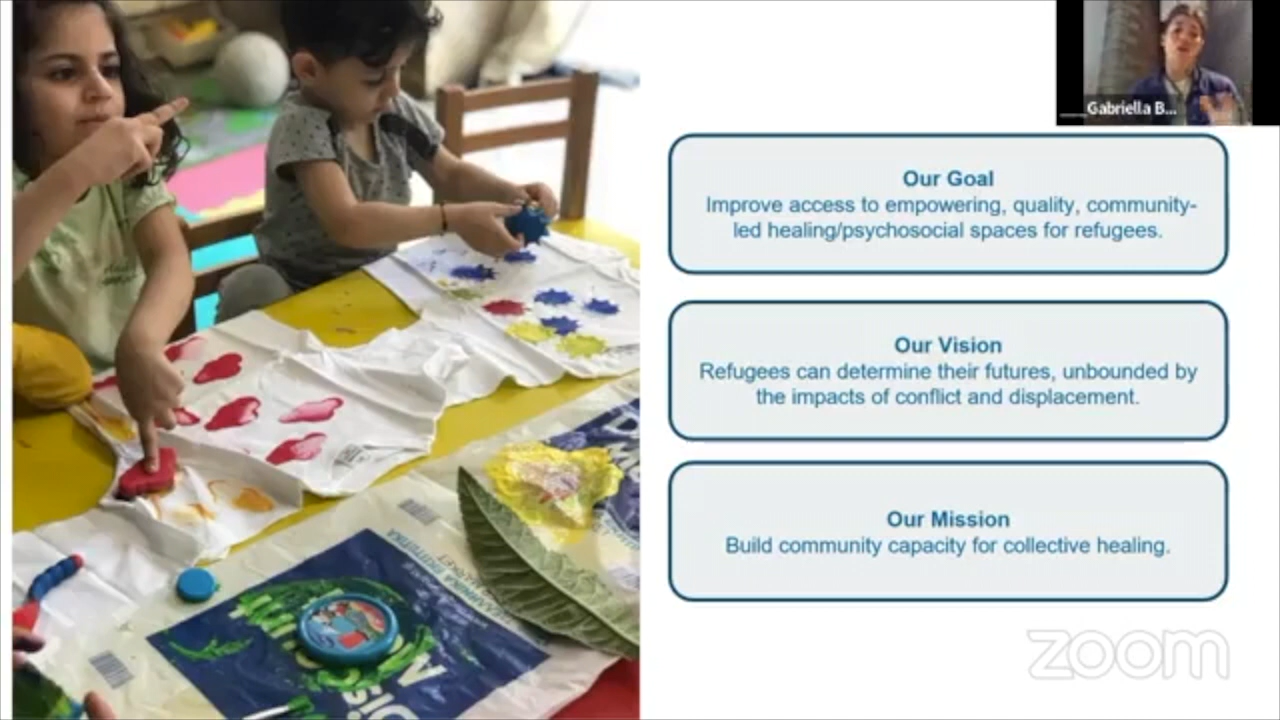 Gabriella B...
Our Goal
Improve access to empowering, quality, community-
led healing/psychosocial spaces for refugees.
Our Vision
Refugees can determine their futures, unbounded by
the impacts of conflict and displacement.
Our Mission
Build community capacity for collective healing.
zoom